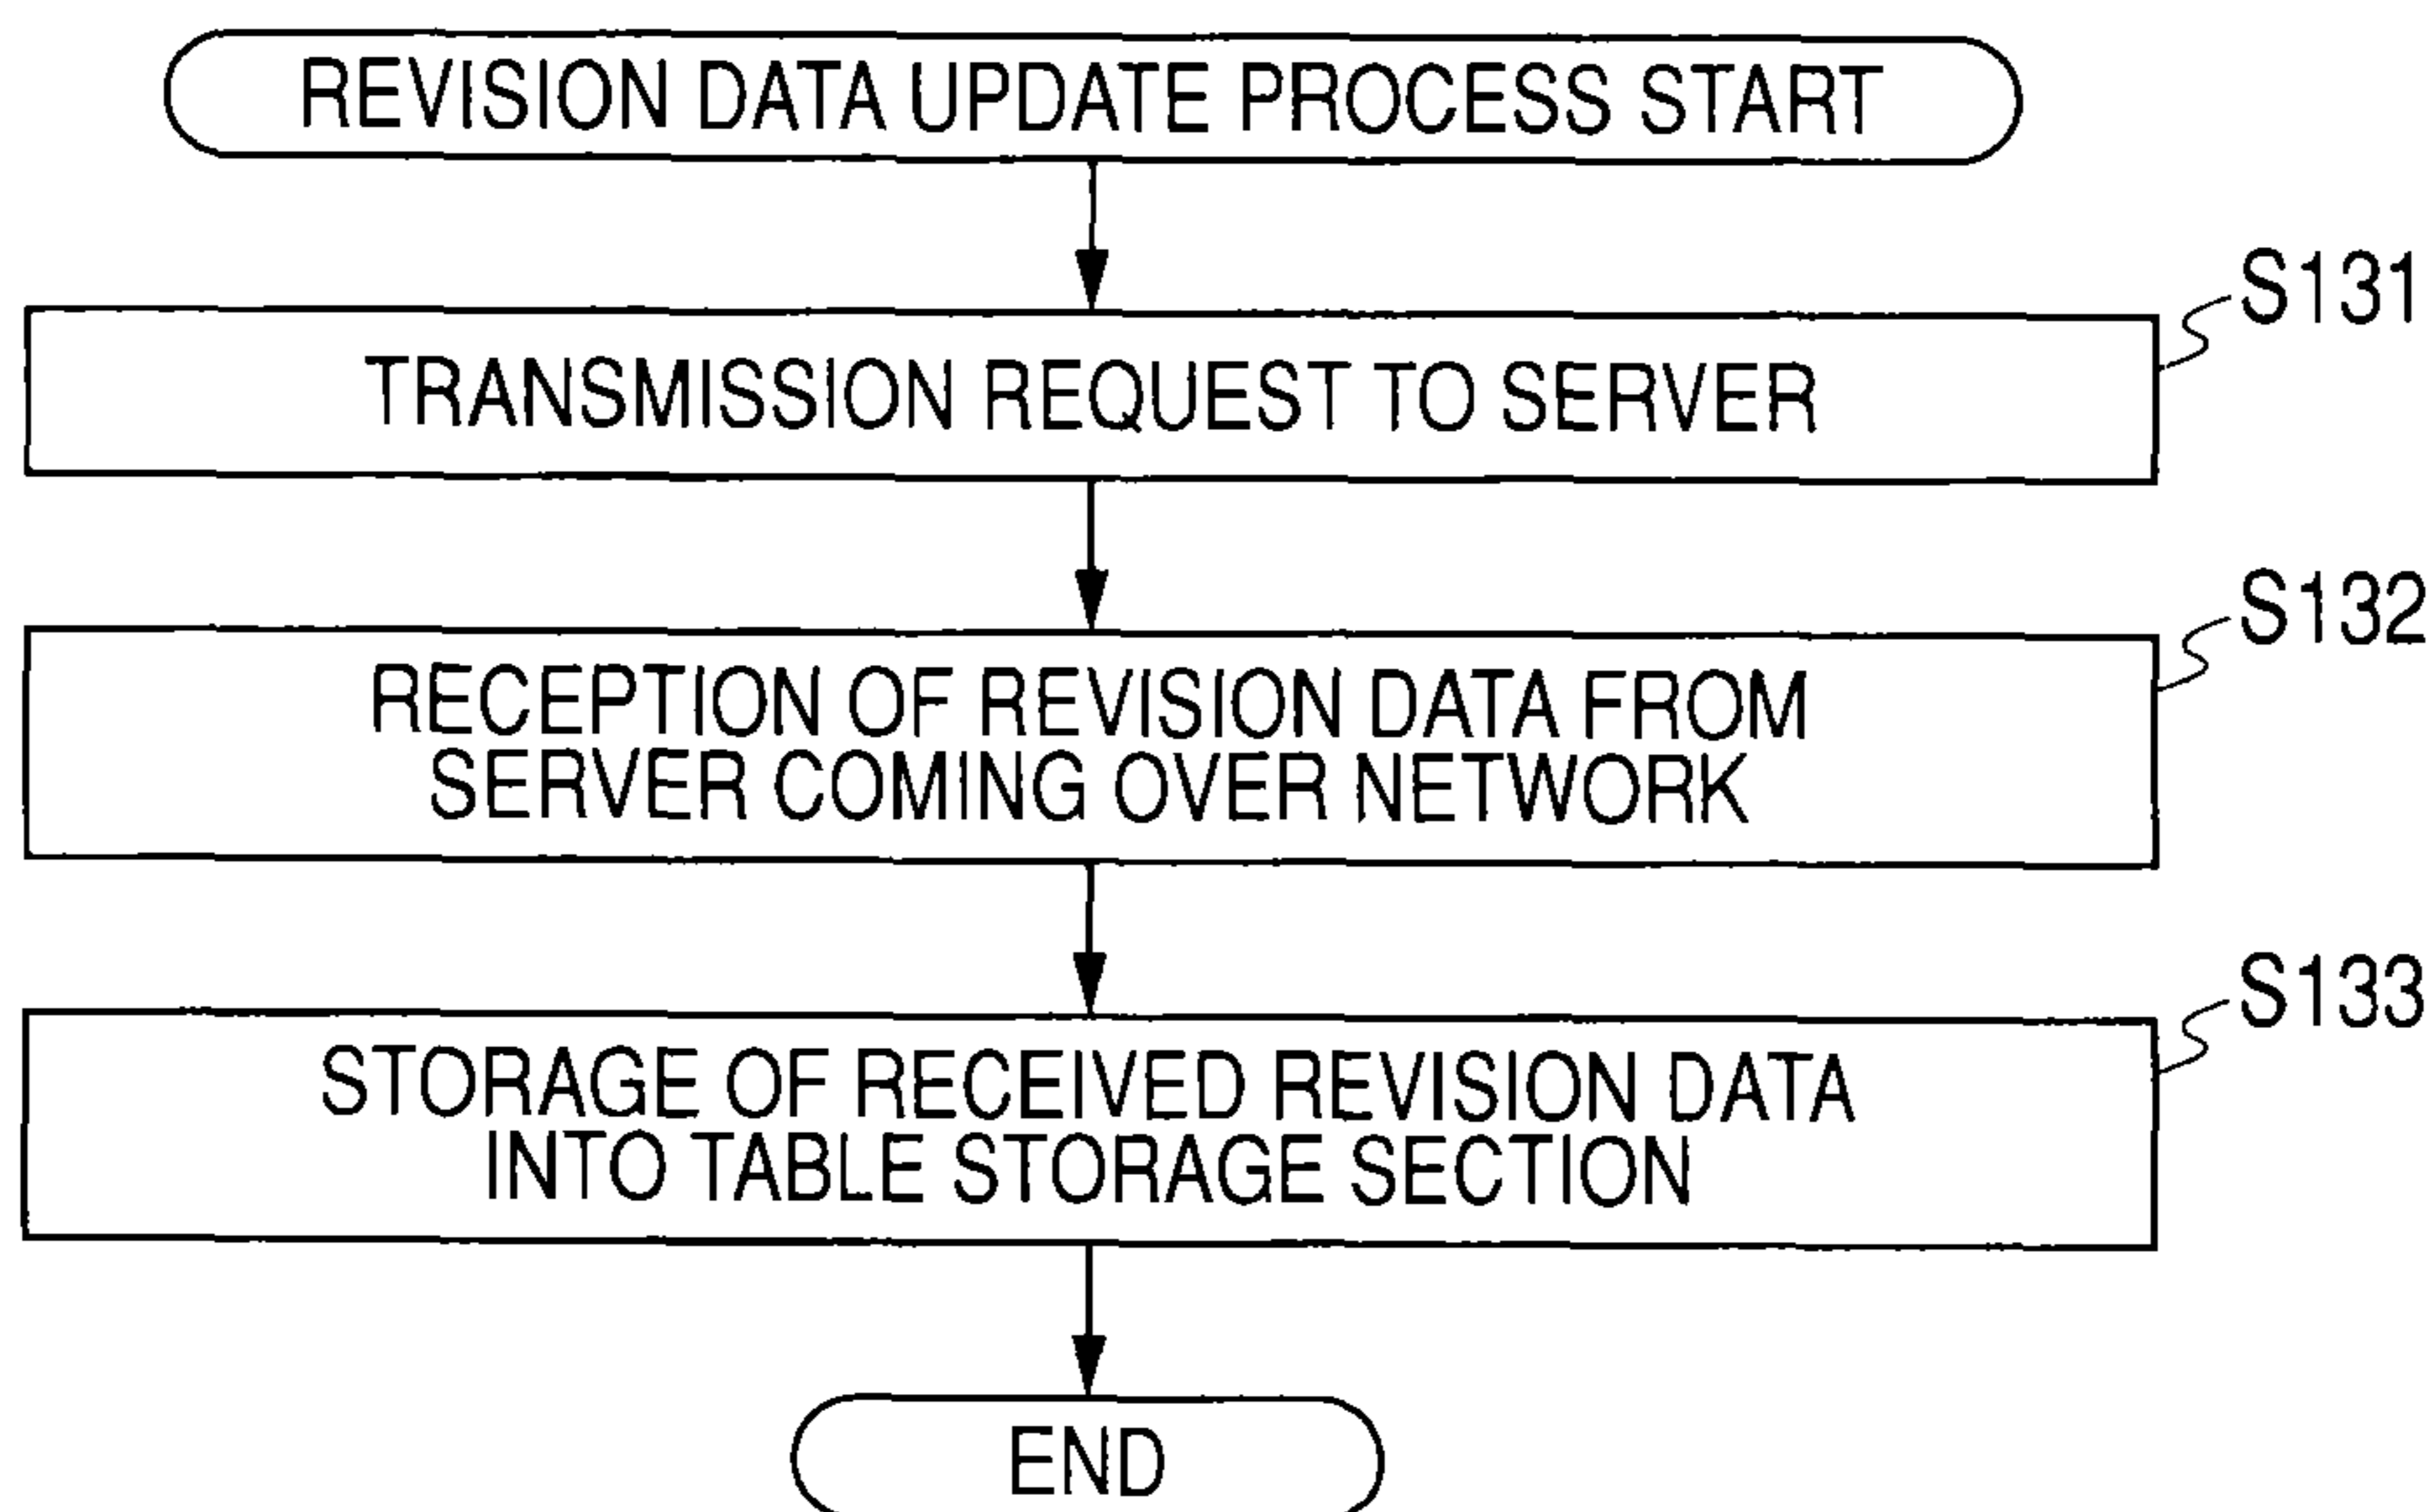 REVISION DATA UPDATE PROCESS START
S131
TRANSMISSION REQUEST TO SERVER
S132
RECEPTION OF REVISION DATA FROM
SERVER COMING OVER NETWORK
S133
STORAGE OF RECEIVED REVISION DATA
INTO TABLE STORAGE SECTION
END